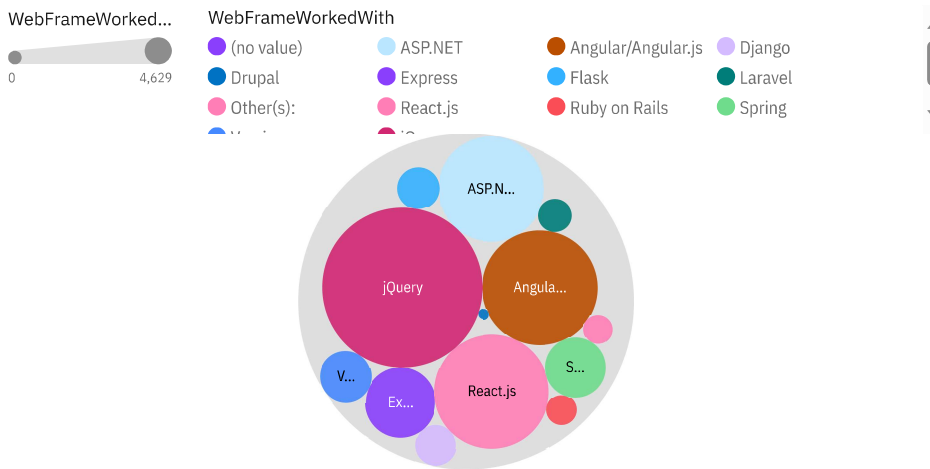 WebFrameWorked...
0 4,629
WebFrameWorkedWith
(no value) ASP.NET Angular/Angular.js Django
Drupal Express Flask Laravel
Other(s): React.js Ruby on Rails Spring
ASP.N...
jQuery
Angula...
V...
Ex...
React.js
S...